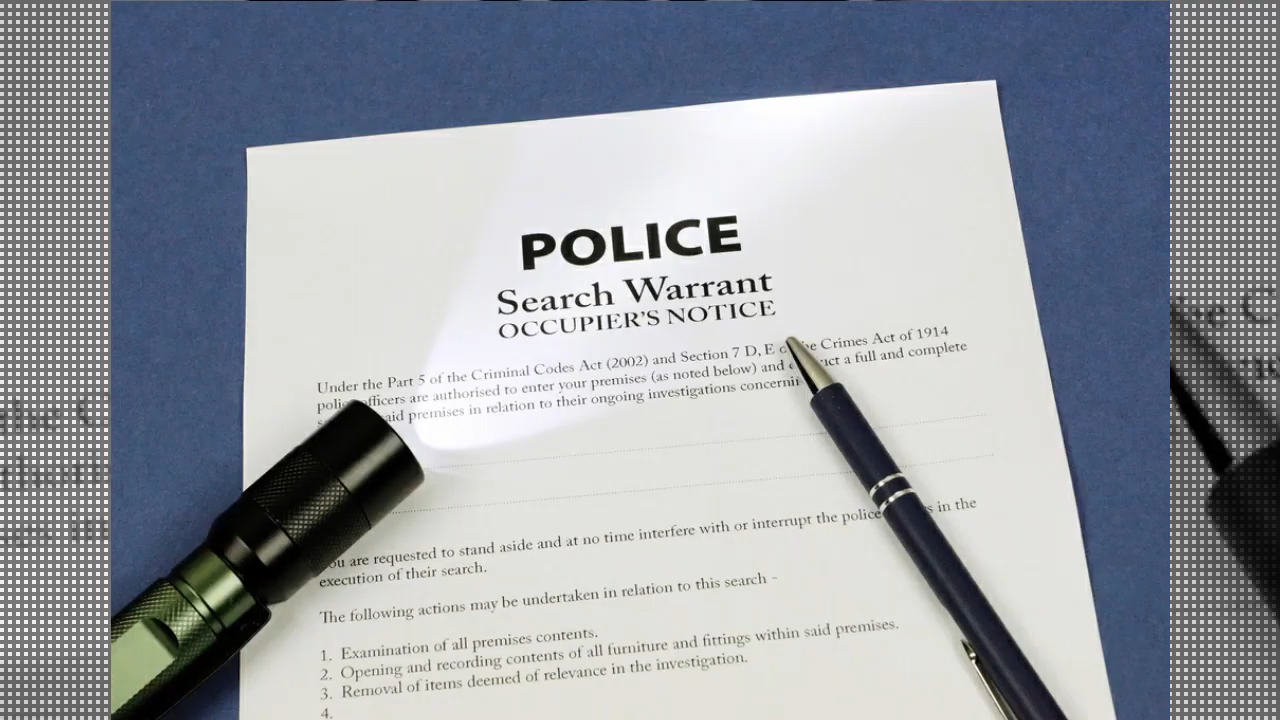 POLICE
Search Warrant
OCCUPIER'S NOTICE
Under the Part 5 of the Criminal Codes Act (2002) and Section 7 D, E Crimes Act of 1914
officers are authorised to enter your premises (as noted below) and a full and complete
said premises in relation to their ongoing investigations
are requested to stand aside and at no time interfere with or interrupt the police in the
execution of their search.
The following actions may be undertaken in relation to this search -
1. Examination of all premises contents.
2. Opening and recording contents of all furniture and fittings within said premises.
3. Removal of items deemed of relevance in the investigation.
4.